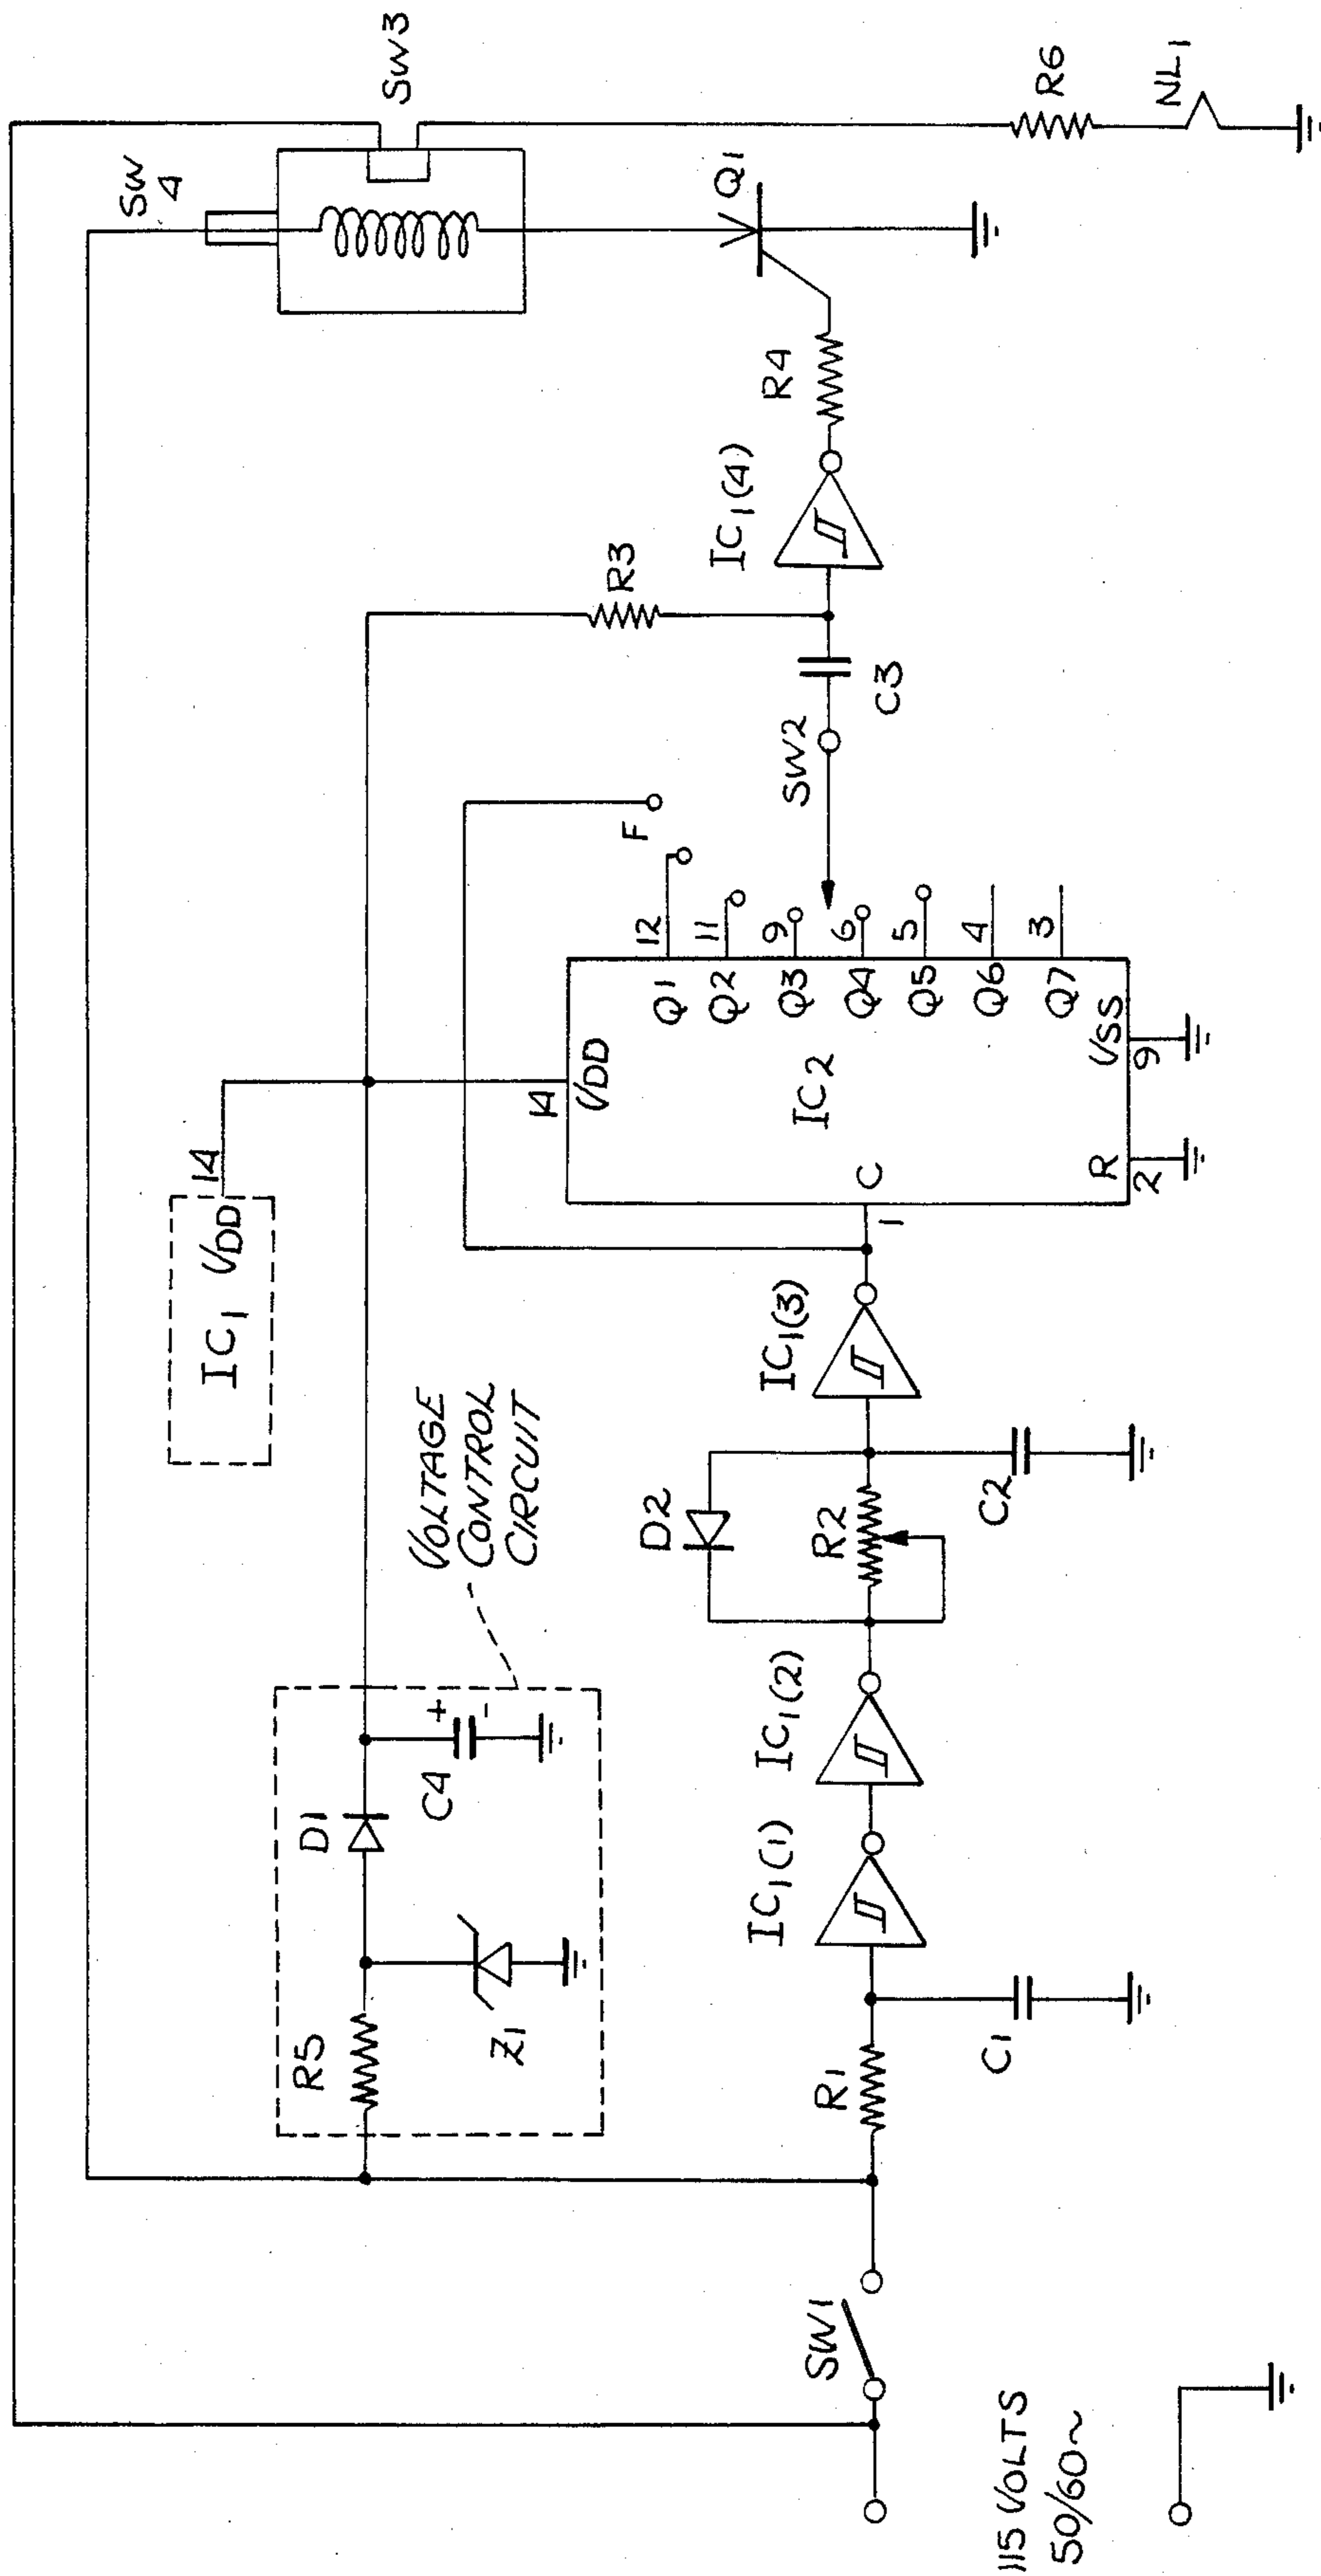 115 VOLTS
50/60~
SW1
R1
C1
IC1(1)
IC1(2)
R5
Z1
D1
C4
+
-
VOLTAGE
CONTROL
CIRCUIT
D2
R2
C2
IC1(3)
IC1 VDD
14
14
VDD
IC2
C
1
R
2
VSS
9
Q1
12
Q2
11
Q3
9
Q4
6
Q5
5
Q6
4
Q7
3
F
SW2
C3
R3
IC1(4)
R4
Q1
SW
4
SW3
R6
NL1